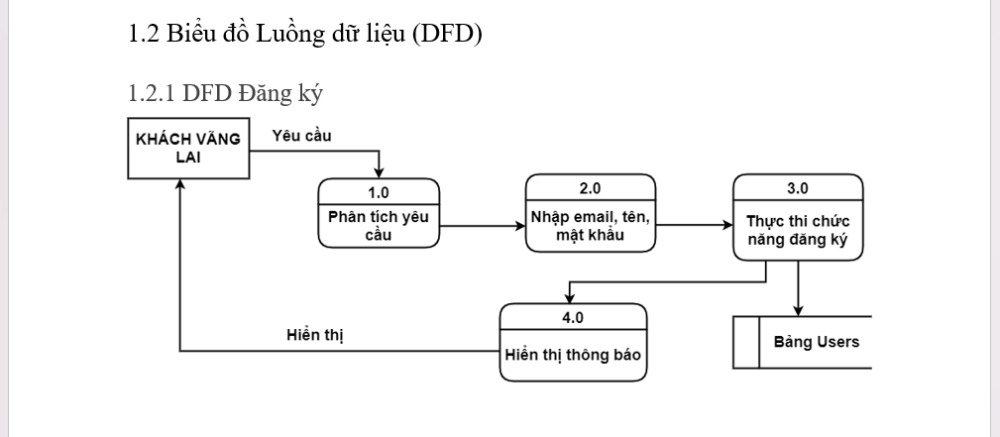 1.2 Biểu đồ Luồng dữ liệu (DFD)
1.2.1 DFD Đăng ký
KHÁCH VÃNG
LAI
Yêu cầu
1.0
Phân tích yêu
cầu
2.0
Nhập email, tên,
mật khẩu
3.0
Thực thi chức
năng đăng ký
4.0
Hiển thị thông báo
Hiển thị
Bảng Users